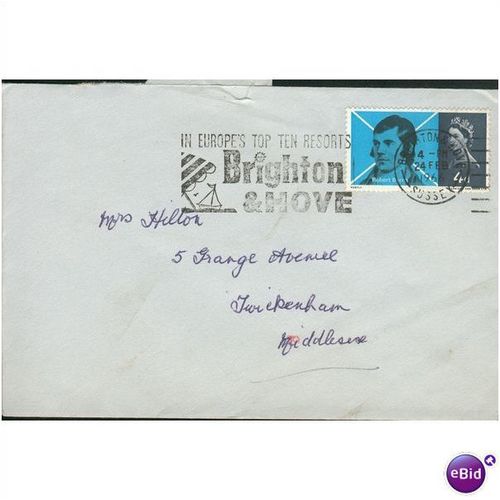 IN EUROPE'S TOP TEN RESORTS
Brighton
& HOVE
Robert Burns
4d
24 FEB
SUSSEX
Mrs Hilton
5 Grange Avenue
Twickenham
Middlesex
eBid